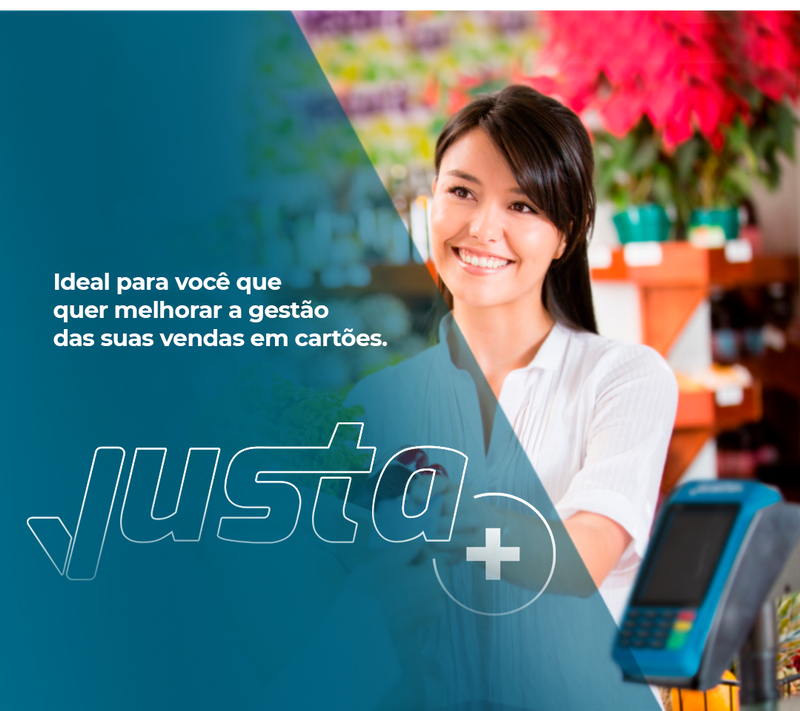 Ideal para você que
quer melhorar a gestão
das suas vendas em cartões.
justa
+